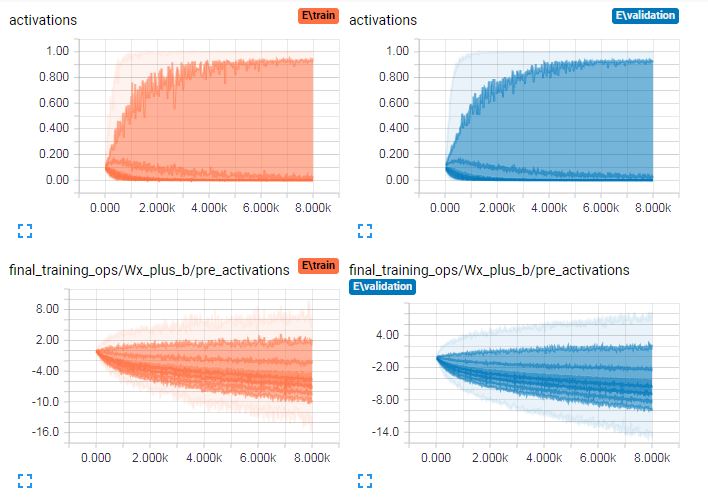 activations E\train
activations E\validation
1.00 1.00
0.800 0.800
0.600 0.600
0.400 0.400
0.200 0.200
0.00 0.00
0.000 2.000k 4.000k 6.000k 8.000k 0.000 2.000k 4.000k 6.000k 8.000k
final_training_ops/Wx_plus_b/pre_activations E\train
final_training_ops/Wx_plus_b/pre_activations
E\validation
8.00
2.00
-4.00
-10.0
-16.0
0.000 2.000k 4.000k 6.000k 8.000k
4.00
-2.00
-8.00
-14.0
0.000 2.000k 4.000k 6.000k 8.000k